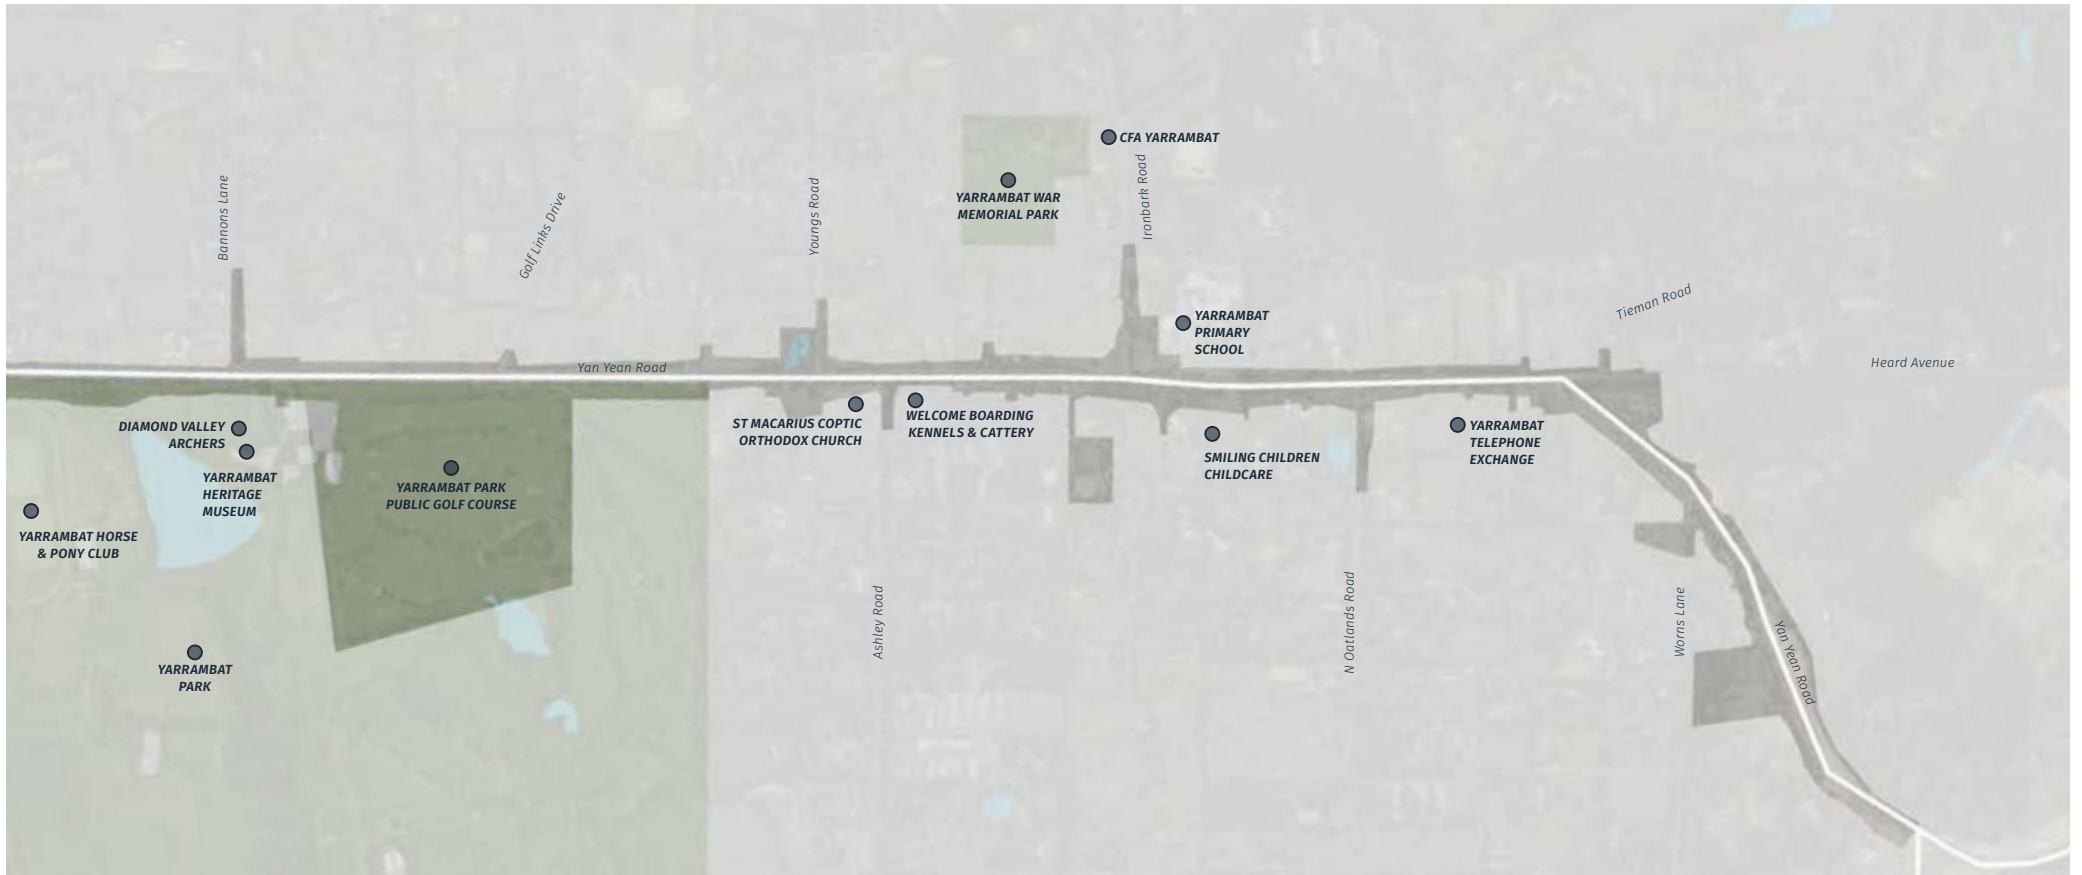 CFA YARRAMBAT
YARRAMBAT WAR
MEMORIAL PARK
Bannons Lane
Golf Links Drive
Youngs Road
Ironbark Road
YARRAMBAT
PRIMARY
SCHOOL
Tieman Road
Heard Avenue
Yan Yean Road
DIAMOND VALLEY
ARCHERS
YARRAMBAT
HERITAGE
MUSEUM
YARRAMBAT PARK
PUBLIC GOLF COURSE
ST MACARIUS COPTIC
ORTHODOX CHURCH
WELCOME BOARDING
KENNELS & CATTERY
SMILING CHILDREN
CHILDCARE
YARRAMBAT
TELEPHONE
EXCHANGE
YARRAMBAT HORSE
& PONY CLUB
YARRAMBAT
PARK
Ashley Road
N Oatlands Road
Worns Lane
Yan Yean Road